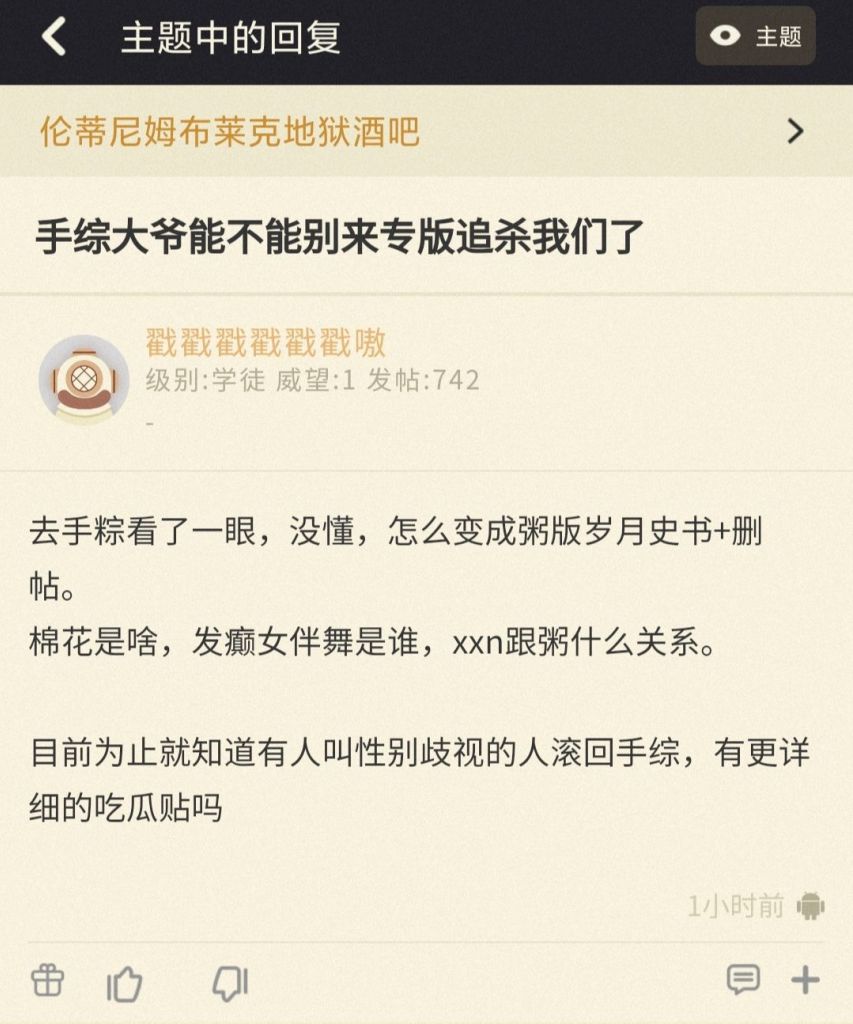 主题中的回复
主题
伦蒂尼姆布莱克地狱酒吧
手综大爷能不能别来专版追杀我们了
戳戳戳戳戳戳嗷
级别:学徒 威望:1 发帖:742
-
去手粽看了一眼，没懂，怎么变成粥版岁月史书+删
帖。
棉花是啥，发癫女伴舞是谁，xxn跟粥什么关系。
目前为止就知道有人叫性别歧视的人滚回手综，有更详
细的吃瓜贴吗
1小时前